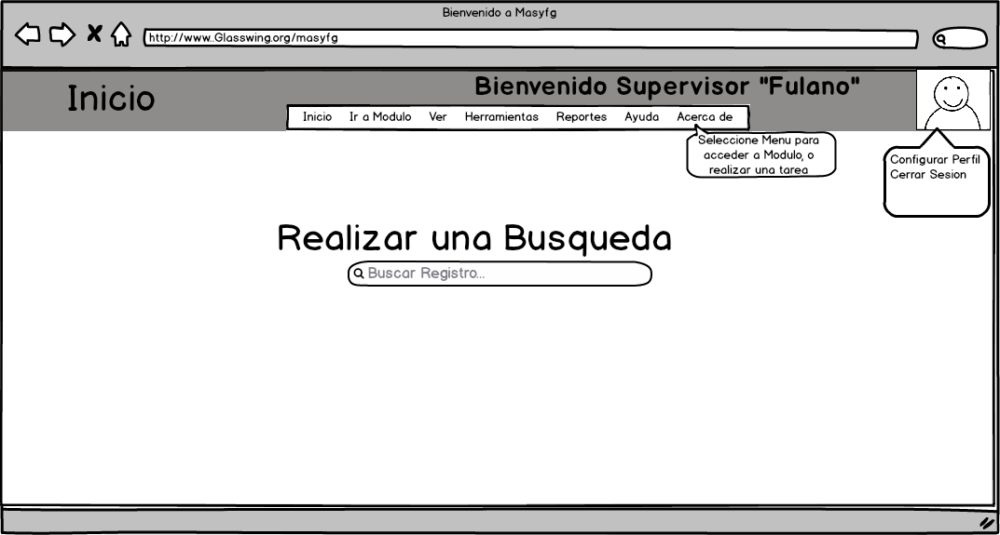 Bienvenido a Masyfg
http://www..Glasswing.org/masyfg
Inicio
Bienvenido Supervisor "Fulano"
Inicio Ir a Modulo Ver Herramientas Reportes Ayuda Acerca de
Seleccione Menu para
acceder a Modulo, o
realizar una tarea
Configurar Perfil
Cerrar Sesion
Realizar una Busqueda
Buscar Registro...